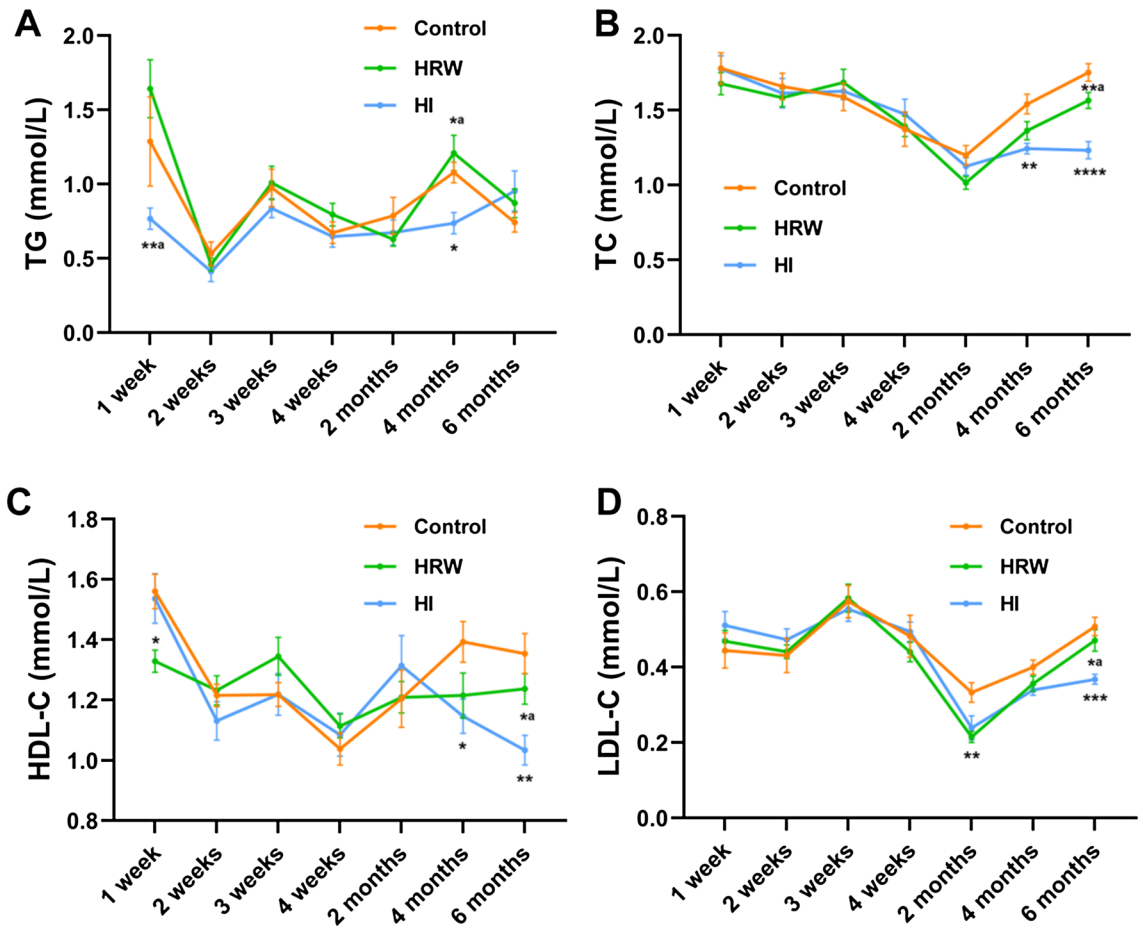 A
TG (mmol/L)
2.0
1.5
1.0
0.5
0.0
Control
HRW
HI
**a
*a
*
1 week
2 weeks
3 weeks
4 weeks
2 months
4 months
6 months
B
TC (mmol/L)
2.0
1.5
1.0
0.5
0.0
Control
HRW
HI
**a
**
****
1 week
2 weeks
3 weeks
4 weeks
2 months
4 months
6 months
C
HDL-C (mmol/L)
1.8
1.6
1.4
1.2
1.0
0.8
Control
HRW
HI
*
*a
*
**
1 week
2 weeks
3 weeks
4 weeks
2 months
4 months
6 months
D
LDL-C (mmol/L)
0.8
0.6
0.4
0.2
0.0
Control
HRW
HI
*a
***
**
1 week
2 weeks
3 weeks
4 weeks
2 months
4 months
6 months